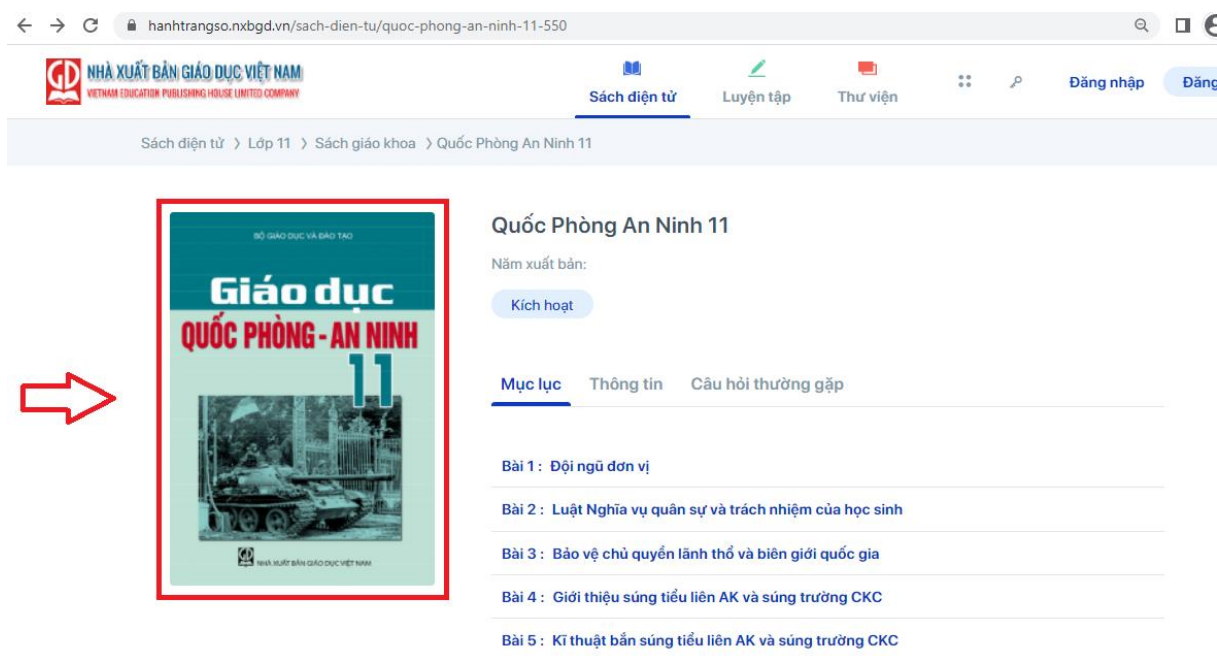 hanhtrangso.nxbgd.vn/sach-dien-tu/quoc-phong-an-ninh-11-550
NHÀ XUẤT BẢN GIÁO DỤC VIỆT NAM
VIETNAM EDUCATION PUBLISHING HOUSE LIMITED COMPANY
Sách điện tử Luyện tập Thư viện Đăng nhập Đăng
Sách điện tử > Lớp 11 > Sách giáo khoa > Quốc Phòng An Ninh 11
BỘ GIÁO DỤC VÀ ĐÀO TẠO
Giáo dục
QUỐC PHÒNG - AN NINH
11
NHÀ XUẤT BẢN GIÁO DỤC VIỆT NAM
Quốc Phòng An Ninh 11
Năm xuất bản:
Kích hoạt
Mục lục Thông tin Câu hỏi thường gặp
Bài 1 : Đội ngũ đơn vị
Bài 2 : Luật Nghĩa vụ quân sự và trách nhiệm của học sinh
Bài 3 : Bảo vệ chủ quyền lãnh thổ và biên giới quốc gia
Bài 4 : Giới thiệu súng tiểu liên AK và súng trường CKC
Bài 5 : Kĩ thuật bắn súng tiểu liên AK và súng trường CKC